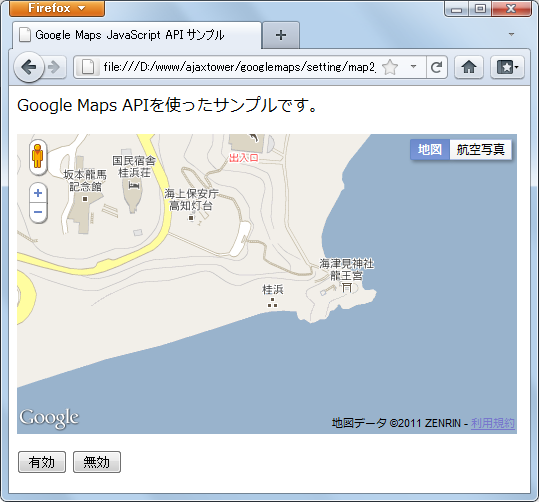 Firefox
Google Maps JavaScript API サンプル
file:///D:/www/ajaxtower/googlemaps/setting/map2
Google Maps APIを使ったサンプルです。
出入口
地図 航空写真
坂本龍馬
記念館
国民宿舎
桂浜荘
海上保安庁
高知灯台
海津見神社
龍王宮
桂浜
Google
地図データ ©2011 ZENRIN - 利用規約
有効 無効